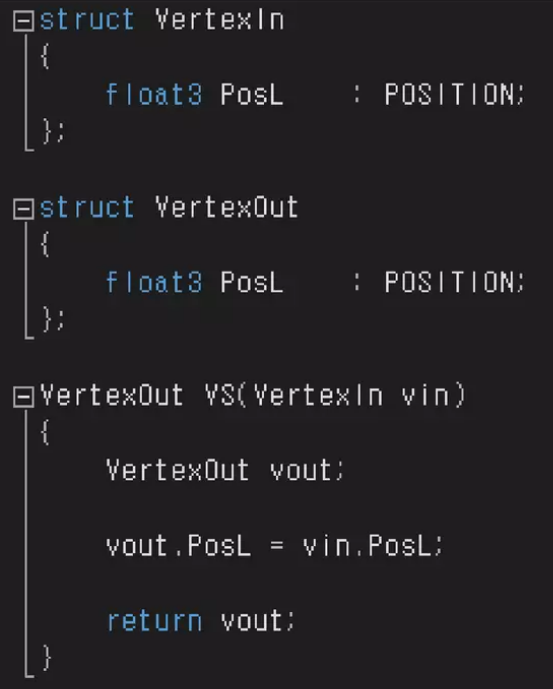 struct VertexIn
{
float3 PosL : POSITION;
};
struct VertexOut
{
float3 PosL : POSITION;
};
VertexOut VS(VertexIn vin)
{
VertexOut vout;
vout.PosL = vin.PosL;
return vout;
}